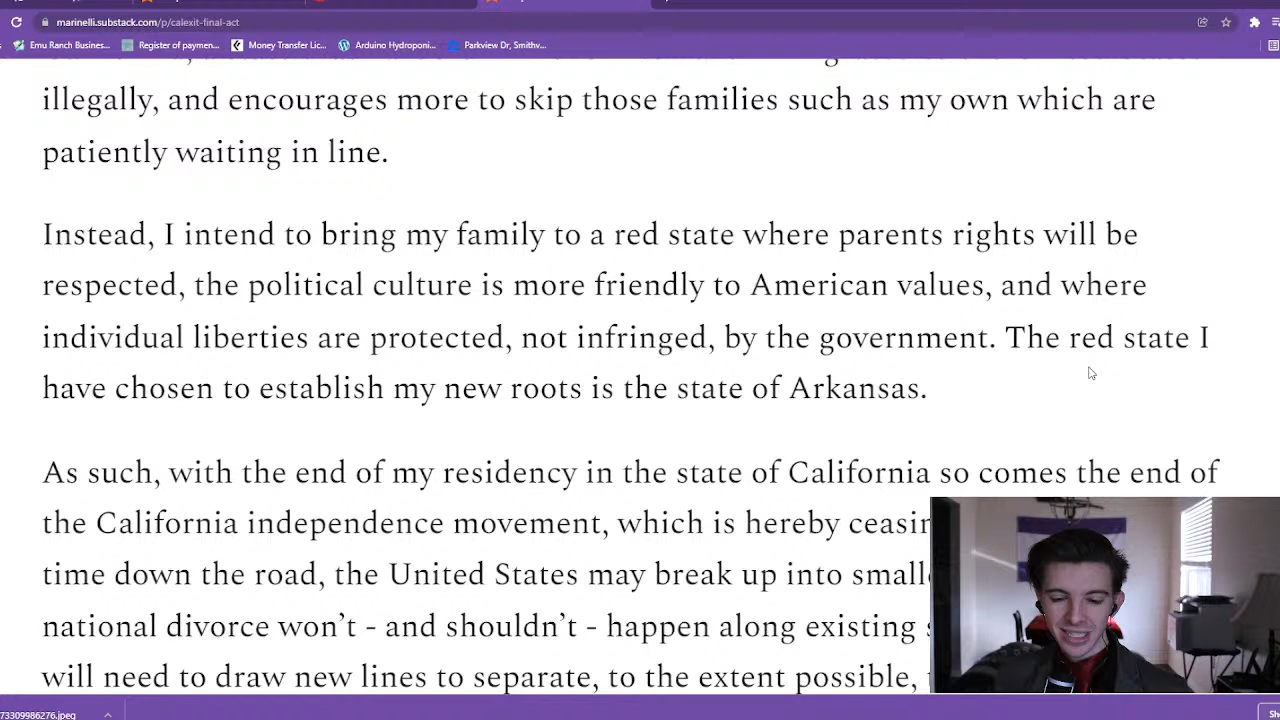 marinelli.substack.com/p/calexit-final-act
Emu Ranch Busines...
Register of paymen...
Money Transfer Lic...
Arduino Hydroponi...
Parkview Dr, Smithv...
illegally, and encourages more to skip those families such as my own which are
patiently waiting in line.
Instead, I intend to bring my family to a red state where parents rights will be
respected, the political culture is more friendly to American values, and where
individual liberties are protected, not infringed, by the government. The red state I
have chosen to establish my new roots is the state of Arkansas.
As such, with the end of my residency in the state of California so comes the end of
the California independence movement, which is hereby
time down the road, the United States may break up into
national divorce won't - and shouldn't - happen along existing
will need to draw new lines to separate, to the extent possible,
73309986276.jpeg